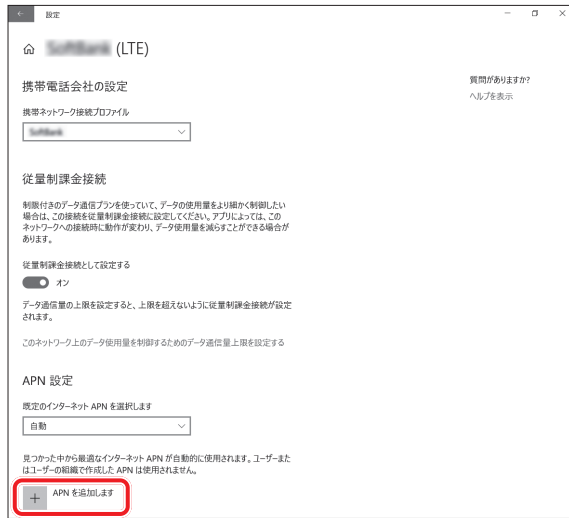 設定
(LTE)
携帯電話会社の設定
携帯ネットワーク接続プロファイル
従量制課金接続
制限付きのデータ通信プランを使っていて、データの使用量をより細かく制御したい
場合は、この接続を従量制課金接続に設定してください。アプリによっては、この
ネットワークへの接続時に動作が変わり、データ使用量を減らすことができる場合が
あります。
従量制課金接続として設定する
オン
データ通信量の上限を設定すると、上限を超えないように従量制課金接続が設定
されます。
このネットワーク上のデータ使用量を制御するためのデータ通信量上限を設定する
APN 設定
既定のインターネット APN を選択します
自動
見つかった中から最適なインターネット APN が自動的に使用されます。ユーザーまた
はユーザーの組織で作成した APN は使用されません。
APN を追加します
質問がありますか?
ヘルプを表示